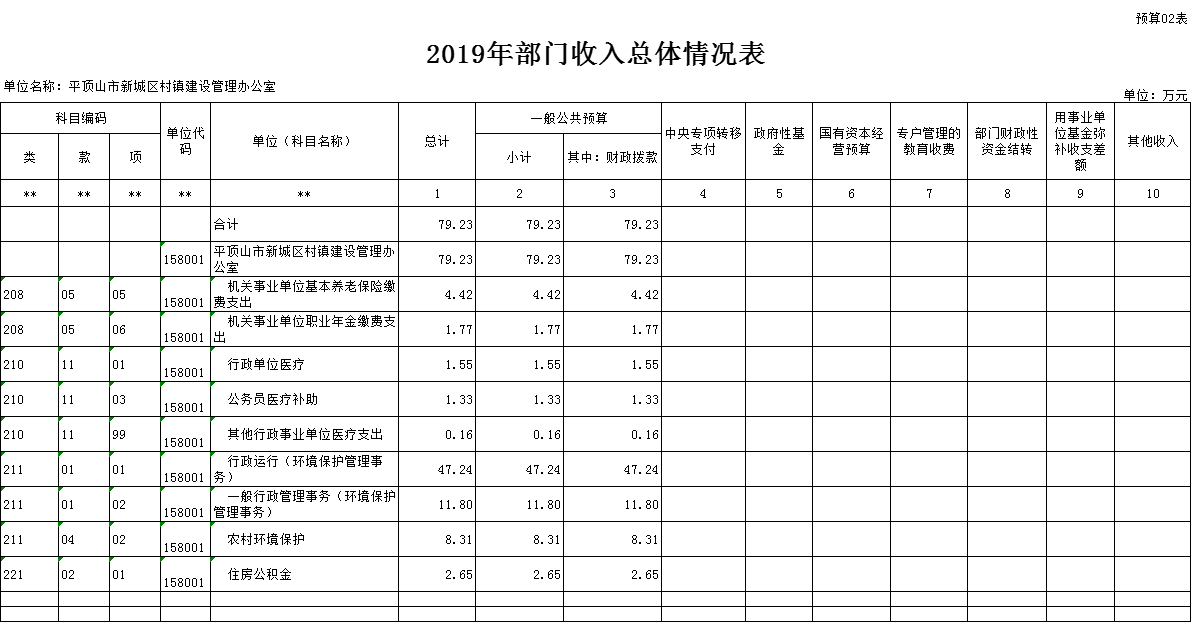 预算02表
2019年部门收入总体情况表
单位名称：平顶山市新城区村镇建设管理办公室
单位：万元
科目编码 单位代码 单位（科目名称） 总计 一般公共预算 中央专项转移支付 政府性基金 国有资本经营预算 专户管理的教育收费 部门财政性资金结转 用事业单位基金弥补收支差额 其他收入
类 款 项 小计 其中：财政拨款
** ** ** ** ** 1 2 3 4 5 6 7 8 9 10
合计 79.23 79.23 79.23
158001 平顶山市新城区村镇建设管理办公室 79.23 79.23 79.23
208 05 05 158001 机关事业单位基本养老保险缴费支出 4.42 4.42 4.42
208 05 06 158001 机关事业单位职业年金缴费支出 1.77 1.77 1.77
210 11 01 158001 行政单位医疗 1.55 1.55 1.55
210 11 03 158001 公务员医疗补助 1.33 1.33 1.33
210 11 99 158001 其他行政事业单位医疗支出 0.16 0.16 0.16
211 01 01 158001 行政运行（环境保护管理事务） 47.24 47.24 47.24
211 01 02 158001 一般行政管理事务（环境保护管理事务） 11.80 11.80 11.80
211 04 02 158001 农村环境保护 8.31 8.31 8.31
221 02 01 158001 住房公积金 2.65 2.65 2.65